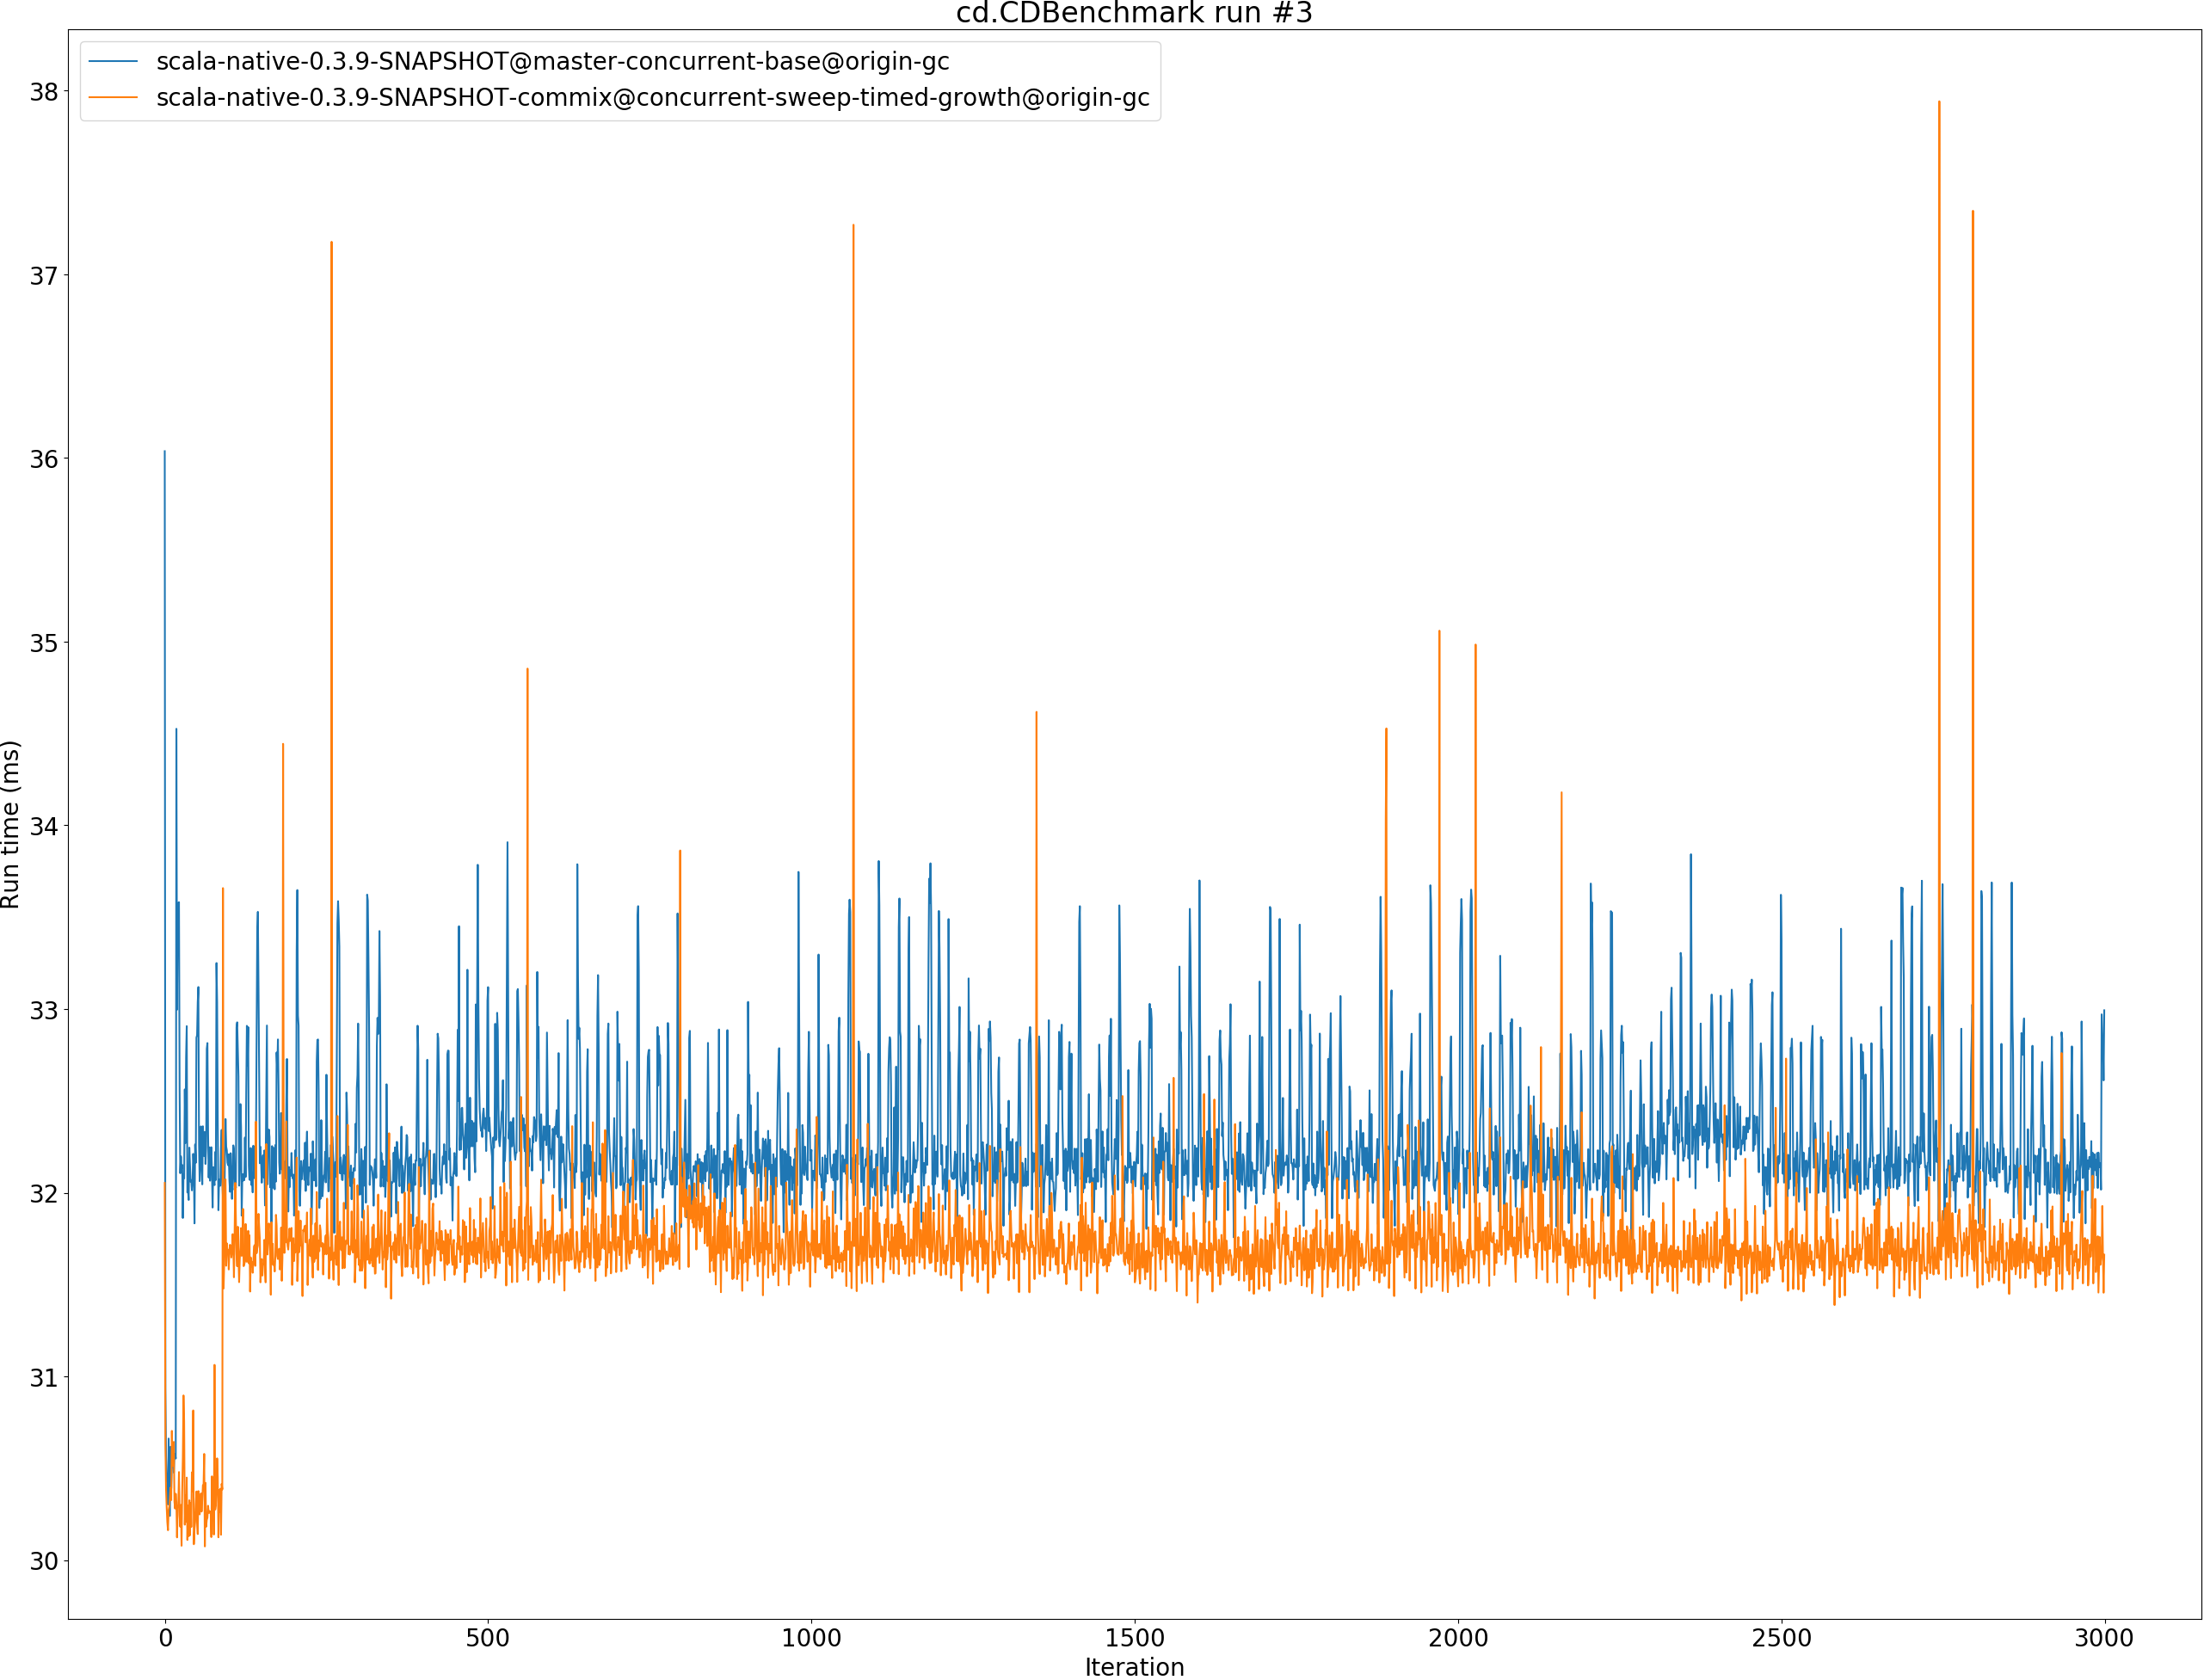 cd.CDBenchmark run #3
scala-native-0.3.9-SNAPSHOT@master-concurrent-base@origin-gc
scala-native-0.3.9-SNAPSHOT-commix@concurrent-sweep-timed-growth@origin-gc
38
37
36
35
34
33
32
31
30
Run time (ms)
0 500 1000 1500 2000 2500 3000
Iteration